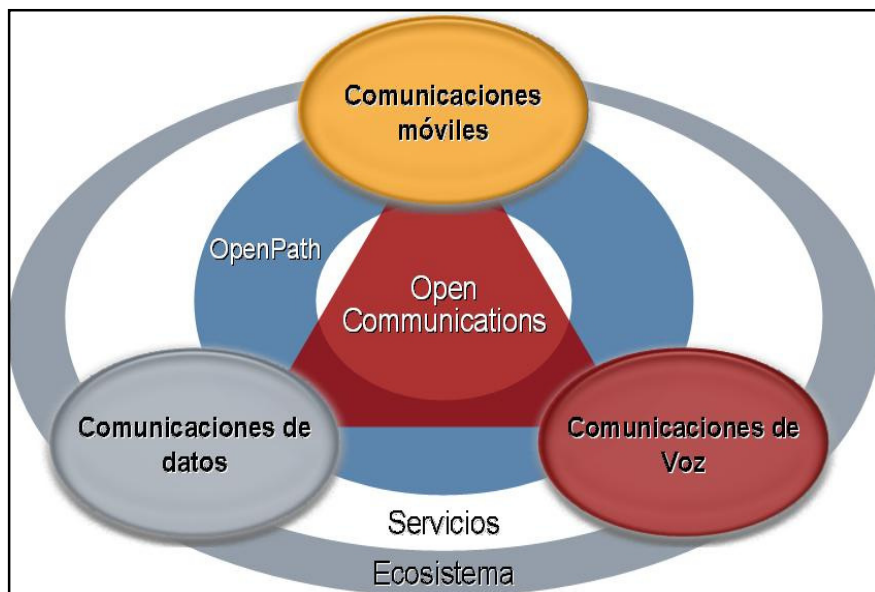 Comunicaciones
móviles
OpenPath
Open
Communications
Comunicaciones de
datos
Comunicaciones de
Voz
Servicios
Ecosistema